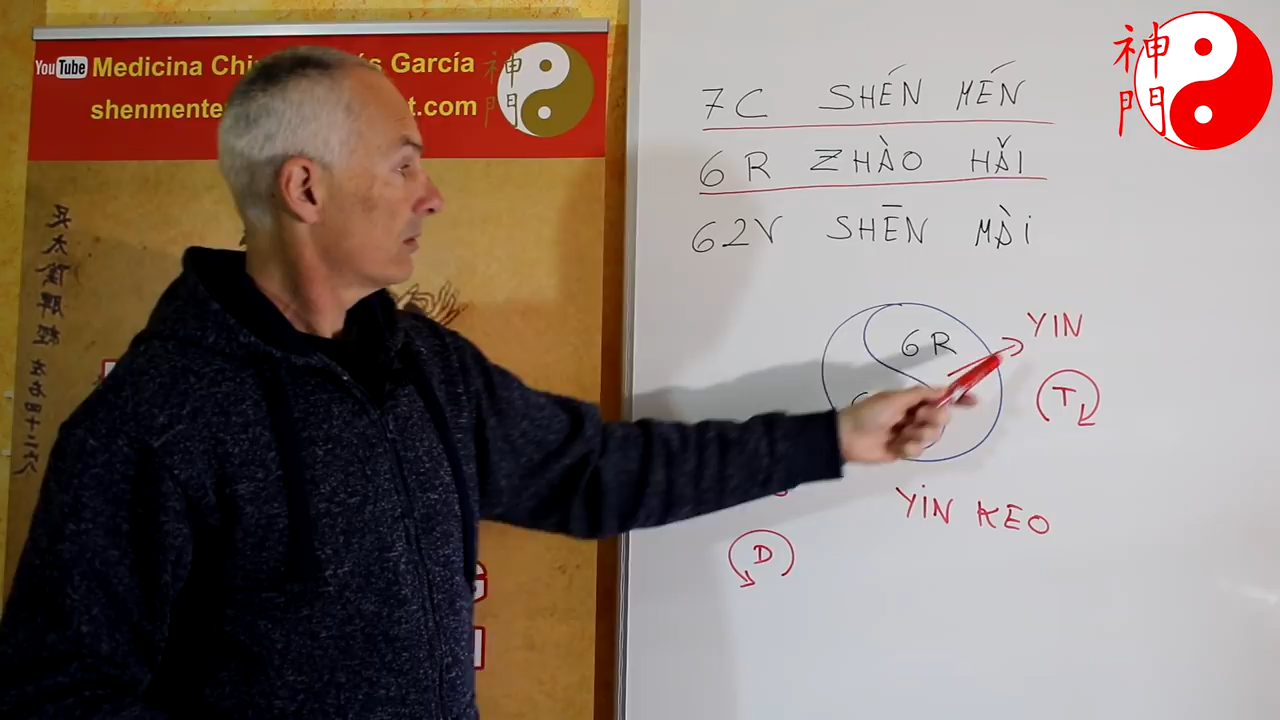 YouTube Medicina Chi s García
shenmente t.com
神門
7C SHÉN MÉN
6R ZHÀO HǍI
62V SHĒN MÀi
6R
YIN
T
YiN KEO
D
神門